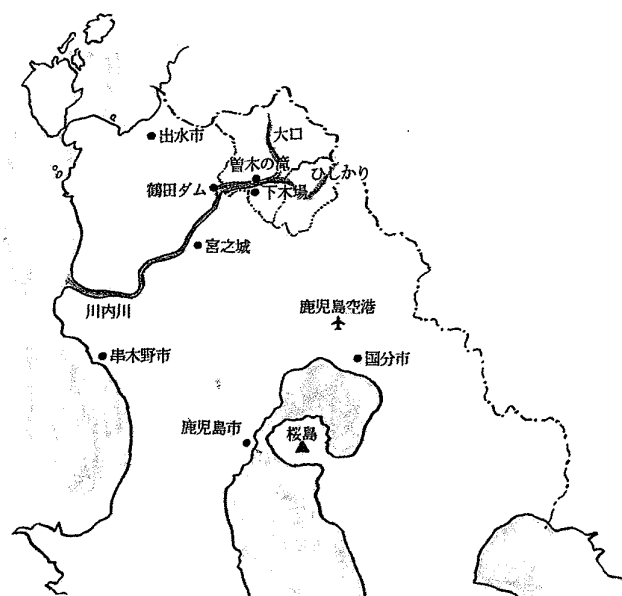 出水市
大口
曽木の滝
ひしかり
鶴田ダム
下木場
宮之城
川内川
鹿児島空港
串木野市
国分市
鹿児島市
桜島